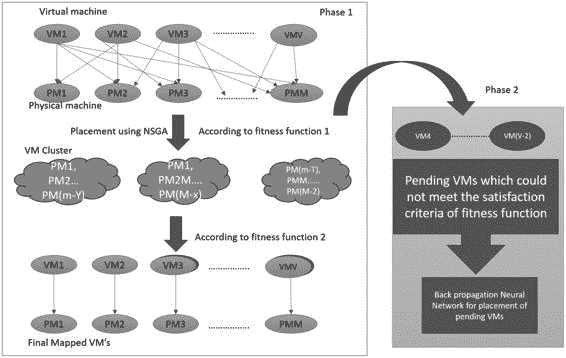 Virtual machine
Phase 1
VM1 VM2 VM3 ................ VMV
PM1 PM2 PM3 ................ PMM
Physical machine
Placement using NSGA
According to fitness function 1
VM Cluster
PM1,
PM2...
PM(m-Y)
PM1,
PM2M.....
PM(M-x)
PM(m-T),
PMM......
PM(M-2)
According to fitness function 2
VM1 VM2 VM3 ................ VMV
PM1 PM2 PM3 ................ PMM
Final Mapped VM's
Phase 2
VM4 ................ VM(V-2)
Pending VMs which could
not meet the satisfaction
criteria of fitness function
Back propagation Neural
Network for placement of
pending VMs